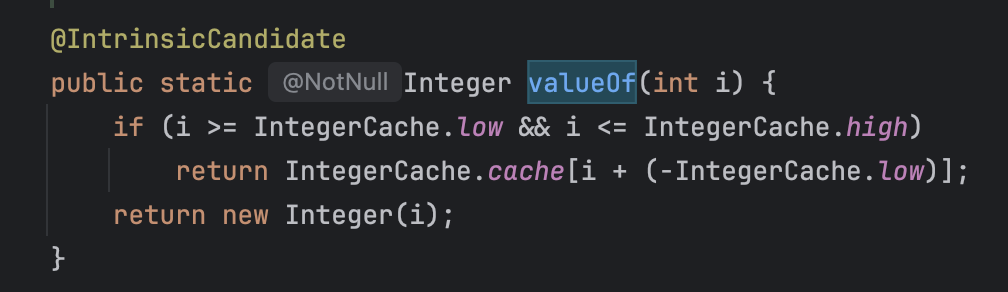 @IntrinsicCandidate
public static @NotNull Integer valueOf(int i) {
    if (i >= IntegerCache.low && i <= IntegerCache.high)
        return IntegerCache.cache[i + (-IntegerCache.low)];
    return new Integer(i);
}